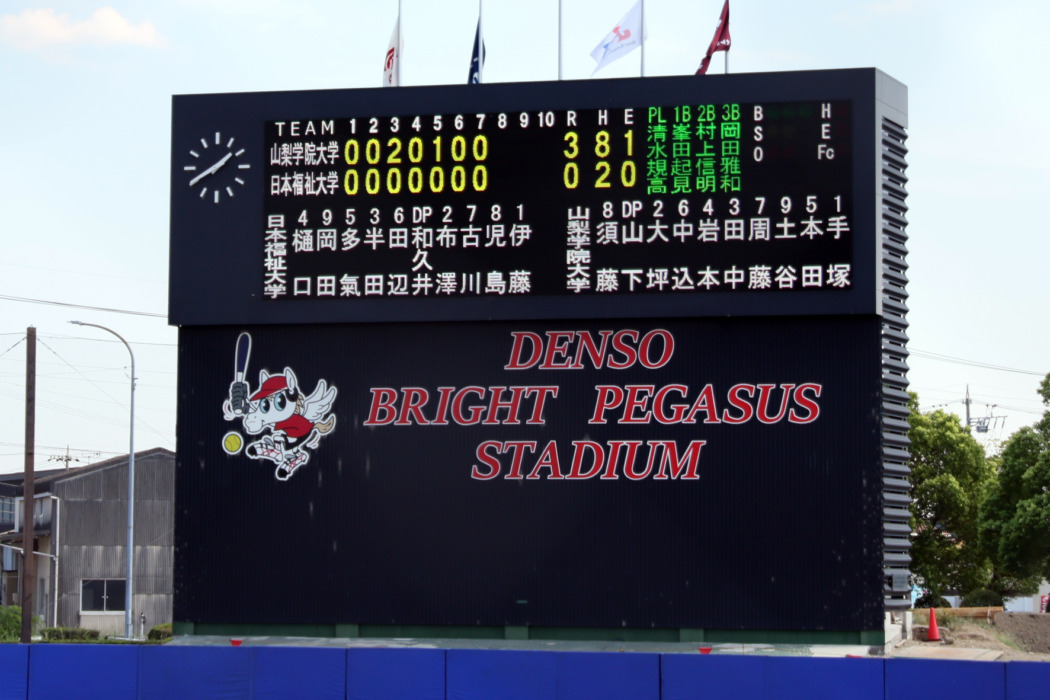 TEAM 1 2 3 4 5 6 7 8 9 10 R H E
山梨学院大学 0 0 2 0 1 0 0 3 8 1
日本福祉大学 0 0 0 0 0 0 0 0 2 0
PL 1B 2B 3B
清水規高
峯田起見
村上信明
岡田雅和
B H
S E
O Fc
日本福祉大学
4 9 5 3 6 DP 2 7 8 1
樋口
岡田
多氣
半田
田辺
和久井
布澤
古川
児島
伊藤
山梨学院大学
8 DP 2 6 4 3 7 9 5 1
須藤
山下
大坪
中込
岩本
田中
周藤
土谷
本田
手塚
DENSO
BRIGHT PEGASUS
STADIUM